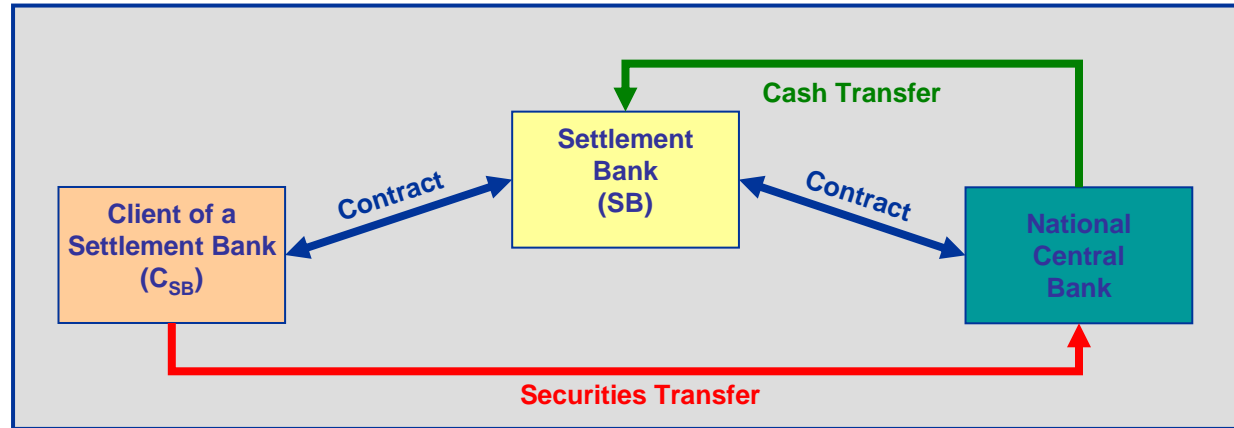 Cash Transfer
Settlement
Bank
(SB)
Contract
Contract
Client of a
Settlement Bank
(CSB)
National
Central
Bank
Securities Transfer